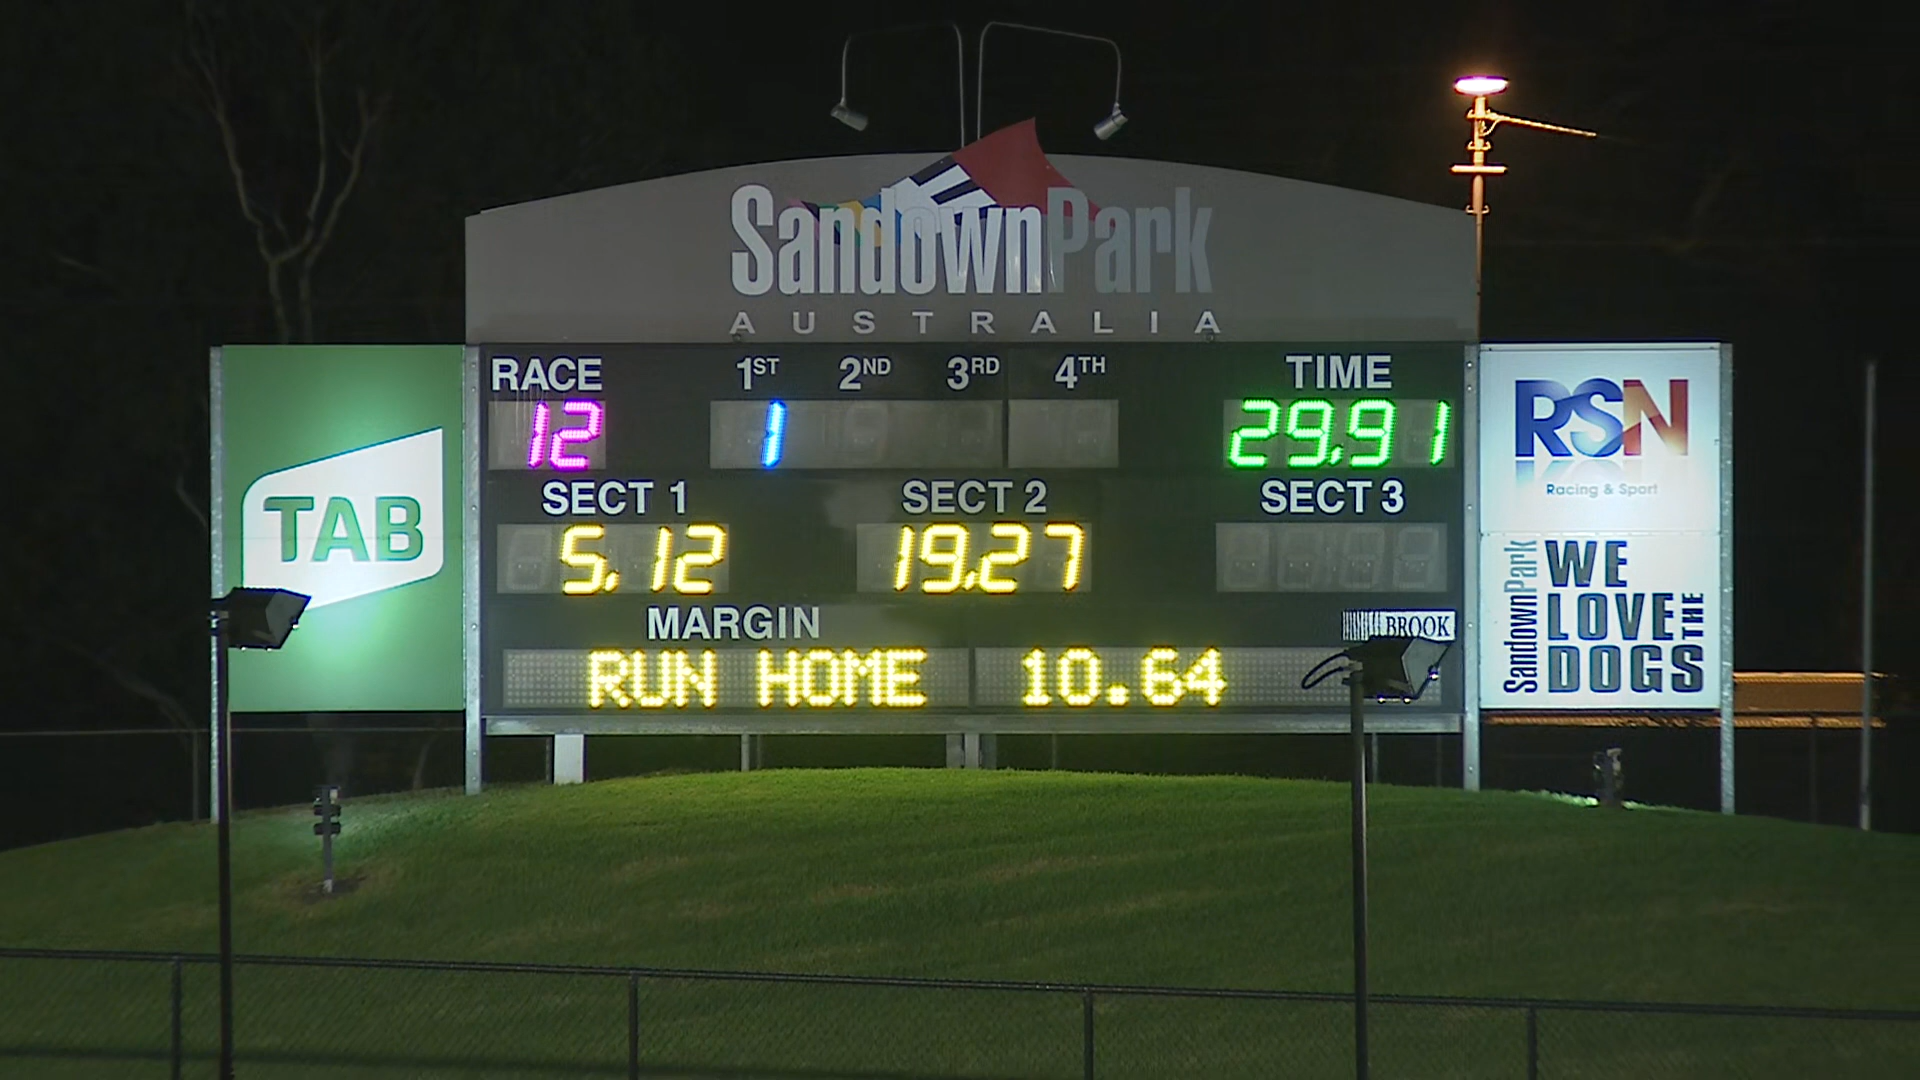 SandownPark
AUSTRALIA
RACE 1ST 2ND 3RD 4TH TIME
12 1 29.91
SECT 1 SECT 2 SECT 3
5.12 19.27
MARGIN
BROOK
RUN HOME 10.64
TAB
RSN
Racing & Sport
SandownPark
WE
LOVE THE
DOGS